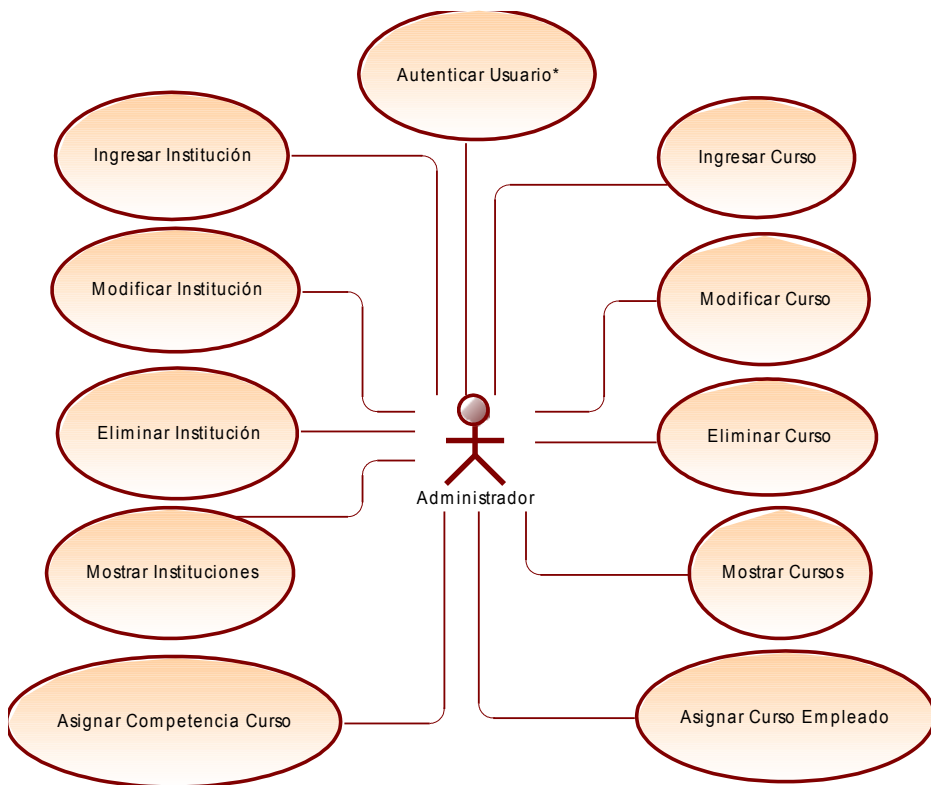 Autenticar Usuario*
Ingresar Institución
Ingresar Curso
Modificar Institución
Modificar Curso
Eliminar Institución
Eliminar Curso
Administrador
Mostrar Instituciones
Mostrar Cursos
Asignar Competencia Curso
Asignar Curso Empleado